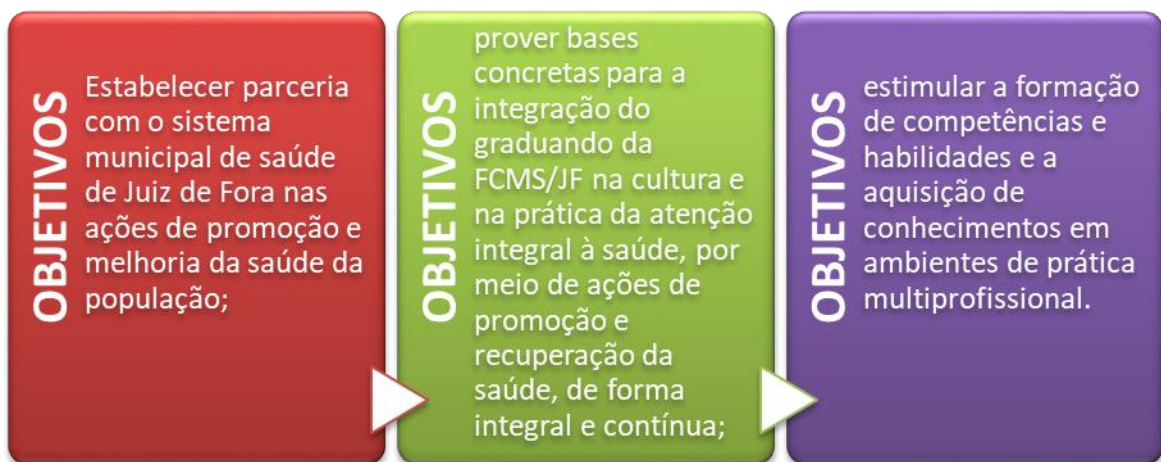 OBJETIVOS
Estabelecer parceria
com o sistema
municipal de saúde
de Juiz de Fora nas
ações de promoção e
melhoria da saúde da
população;
OBJETIVOS
prover bases
concretas para a
integração do
graduando da
FCMS/JF na cultura e
na prática da atenção
integral à saúde, por
meio de ações de
promoção e
recuperação da
saúde, de forma
integral e contínua;
OBJETIVOS
estimular a formação
de competências e
habilidades e a
aquisição de
conhecimentos em
ambientes de prática
multiprofissional.